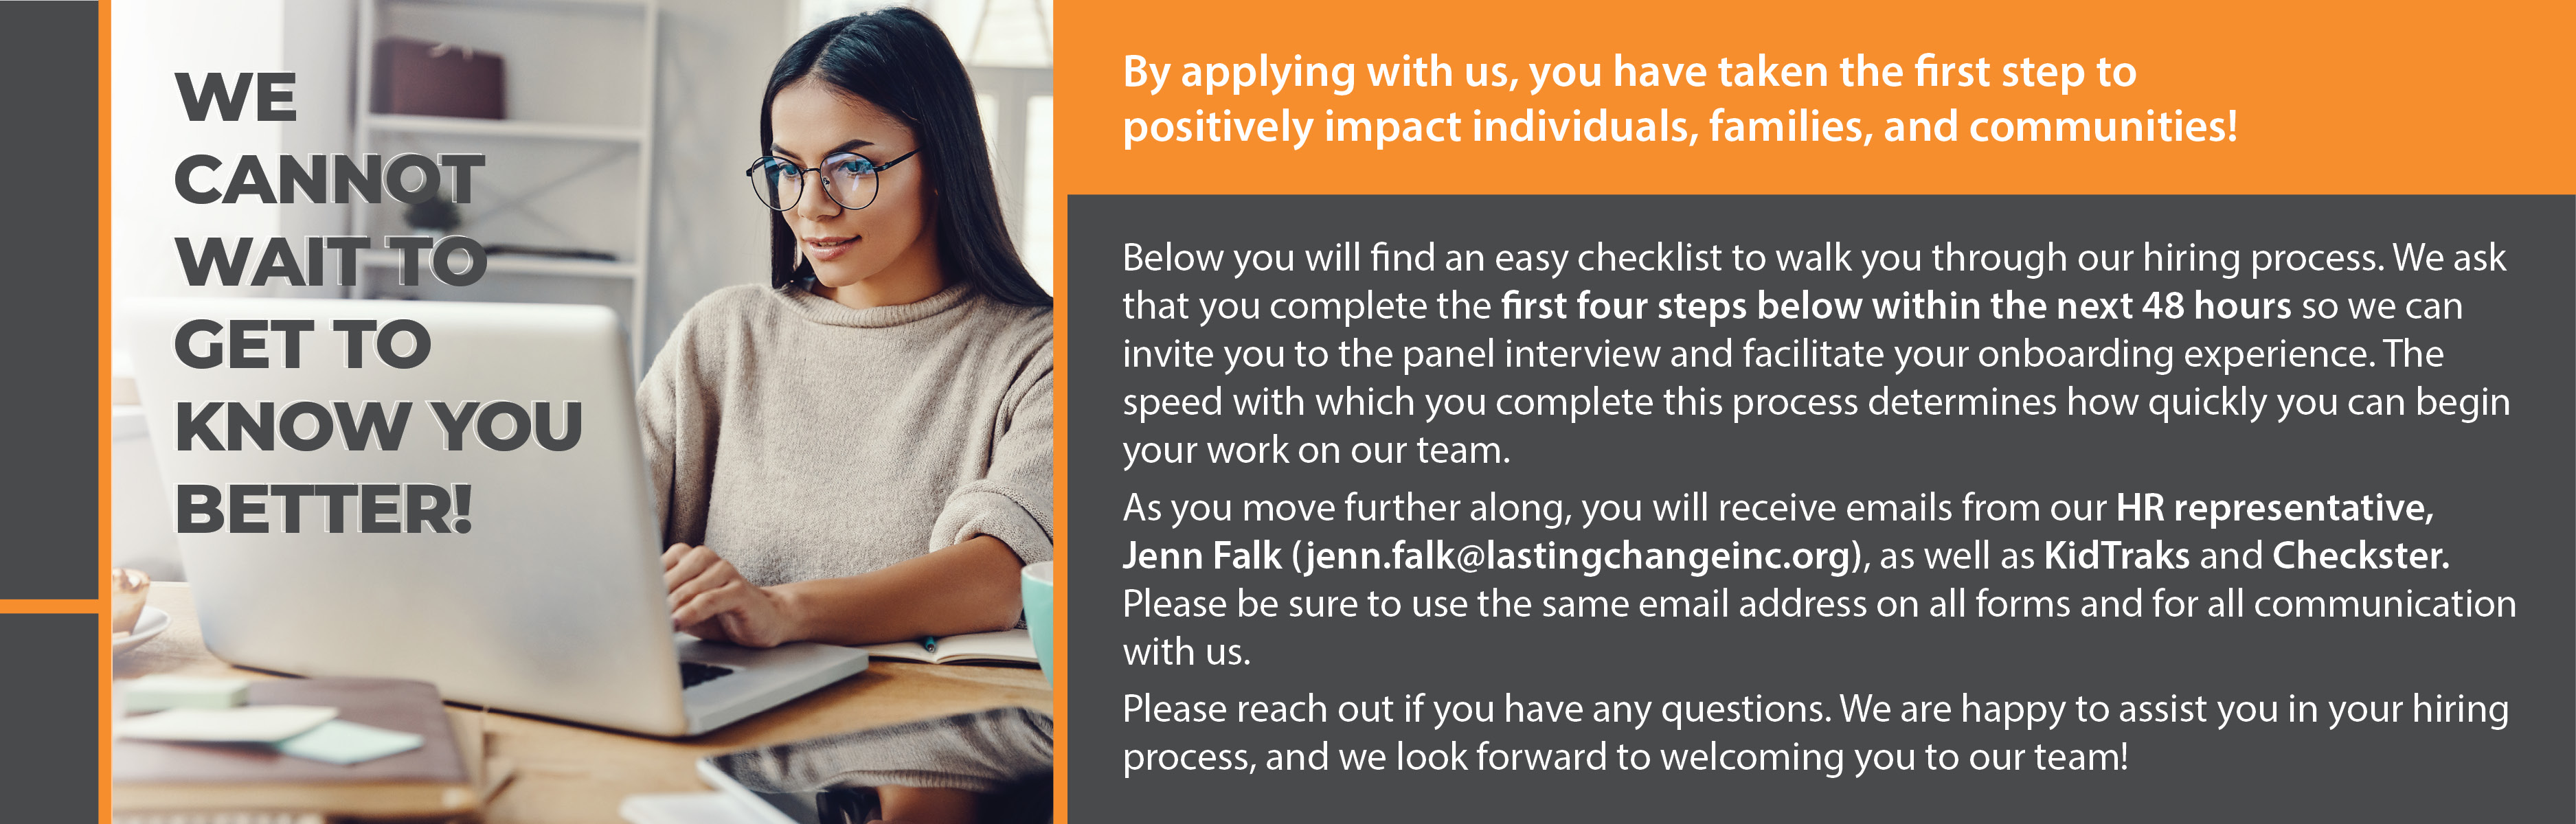 WE
CANNOT
WAIT TO
GET TO
KNOW YOU
BETTER!
By applying with us, you have taken the first step to
positively impact individuals, families, and communities!
Below you will find an easy checklist to walk you through our hiring process. We ask
that you complete the first four steps below within the next 48 hours so we can
invite you to the panel interview and facilitate your onboarding experience. The
speed with which you complete this process determines how quickly you can begin
your work on our team.
As you move further along, you will receive emails from our HR representative,
Jenn Falk (jenn.falk@lastingchangeinc.org), as well as KidTraks and Checkster.
Please be sure to use the same email address on all forms and for all communication
with us.
Please reach out if you have any questions. We are happy to assist you in your hiring
process, and we look forward to welcoming you to our team!